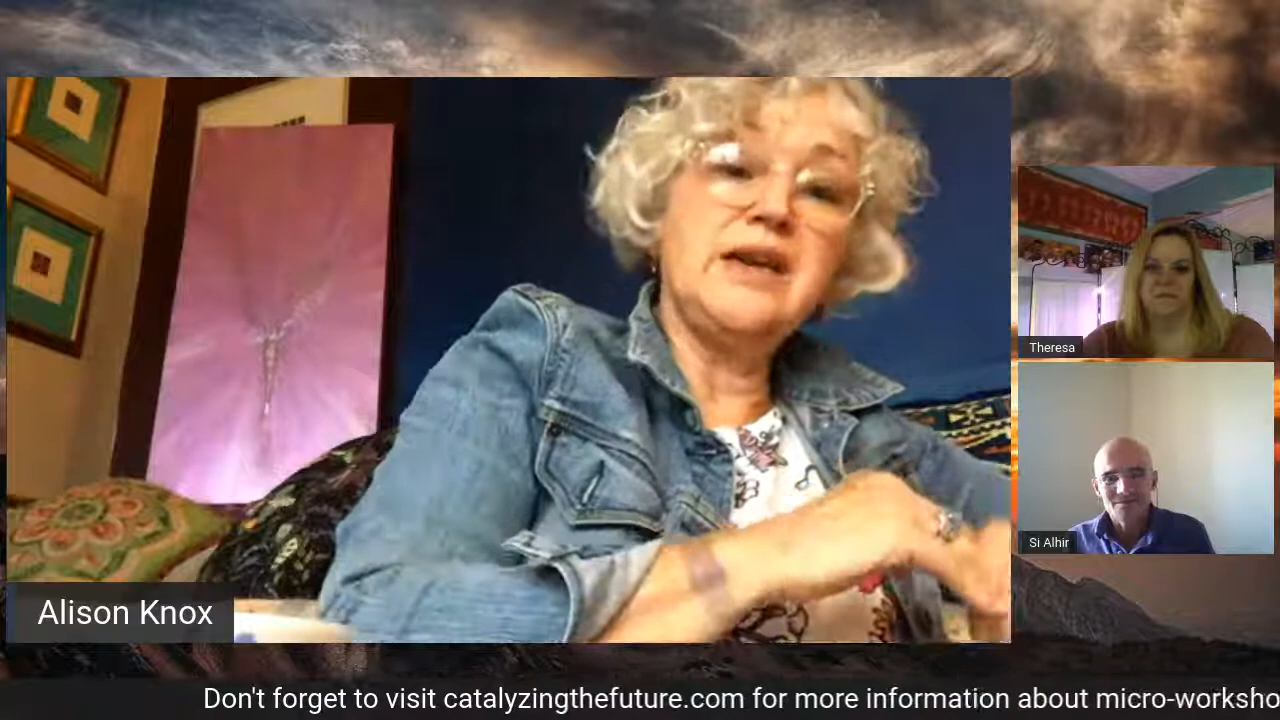 Theresa
Si Alhir
Alison Knox
Don't forget to visit catalyzingthefuture.com for more information about micro-worksho